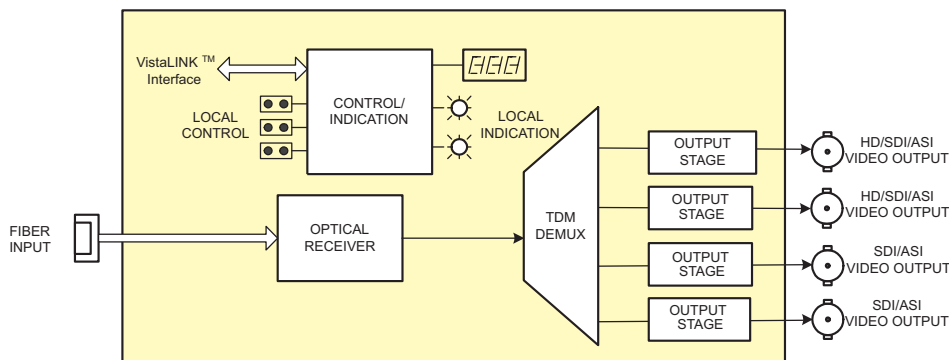 VistaLINK ™
Interface
LOCAL
CONTROL
CONTROL/
INDICATION
LOCAL
INDICATION
FIBER
INPUT
OPTICAL
RECEIVER
TDM
DEMUX
OUTPUT
STAGE
HD/SDI/ASI
VIDEO OUTPUT
OUTPUT
STAGE
HD/SDI/ASI
VIDEO OUTPUT
OUTPUT
STAGE
SDI/ASI
VIDEO OUTPUT
OUTPUT
STAGE
SDI/ASI
VIDEO OUTPUT